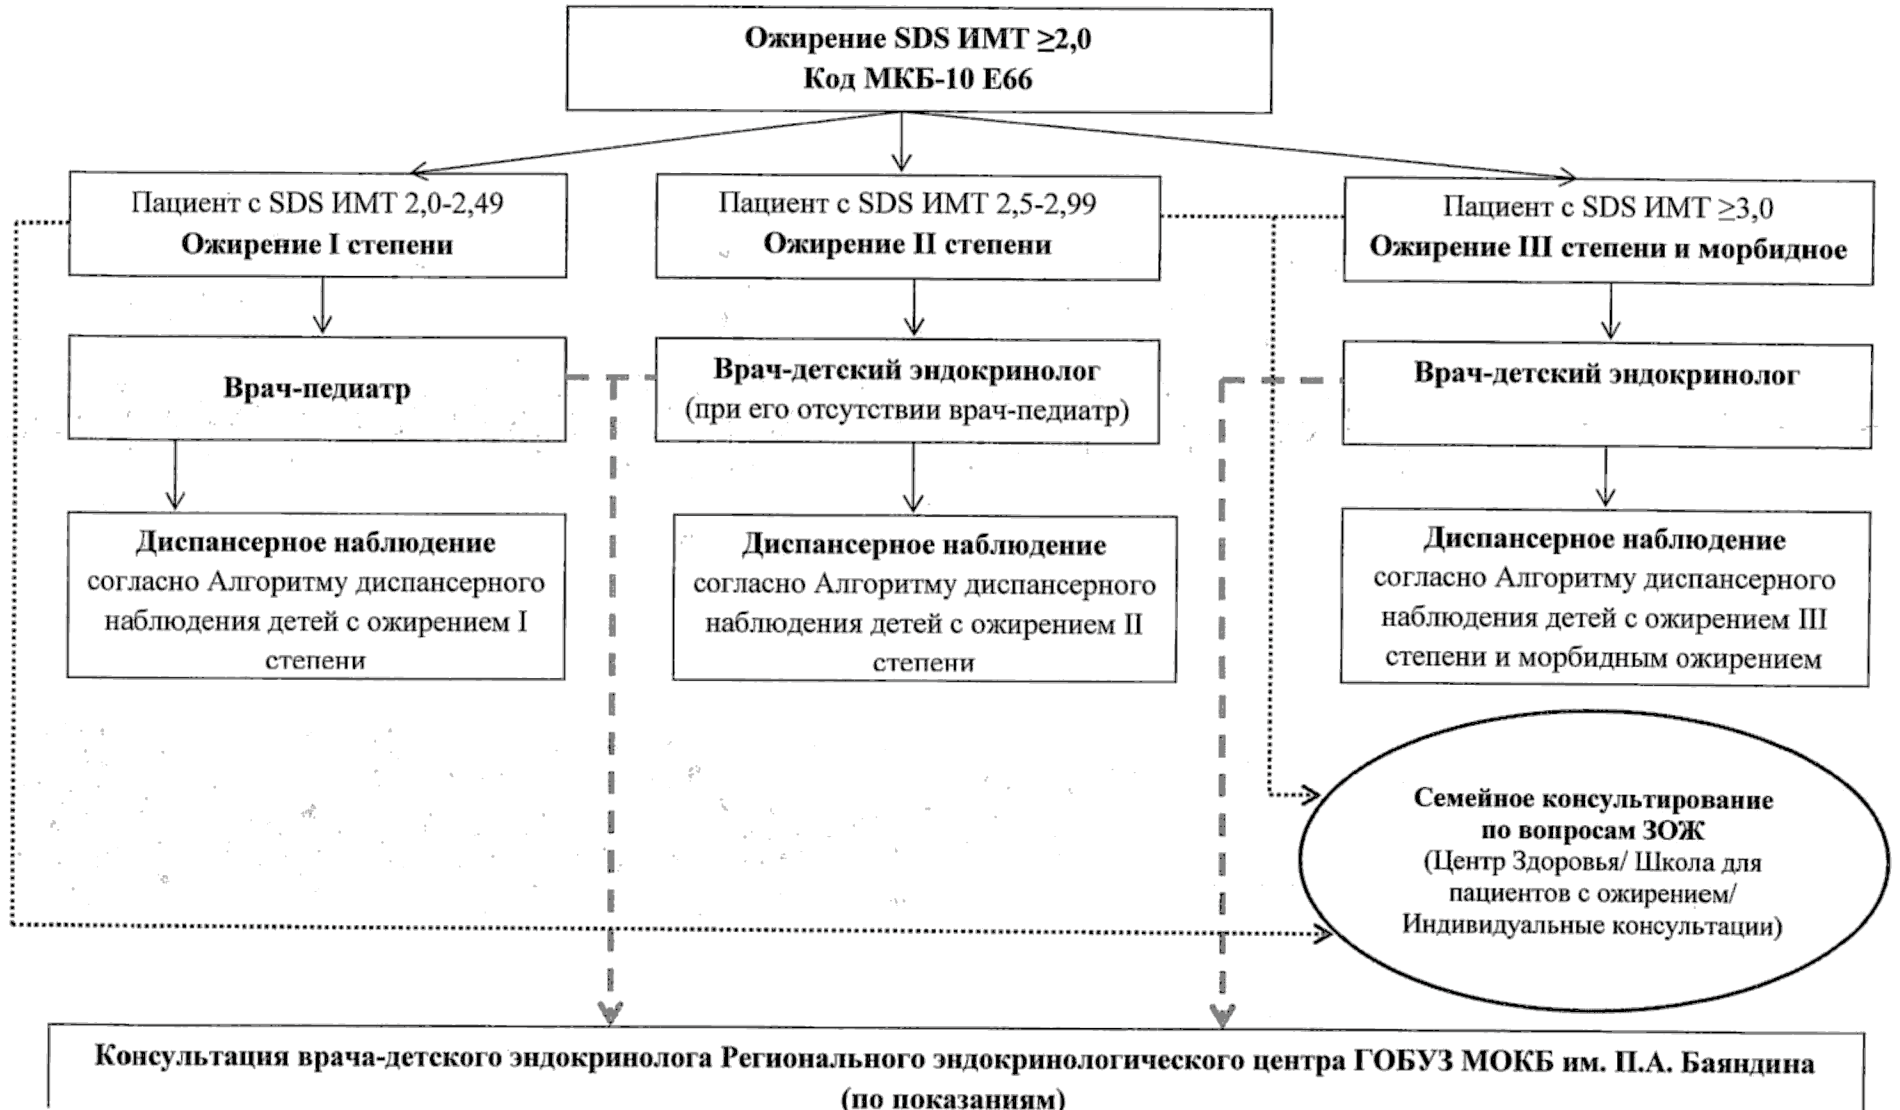 Ожирение SDS ИМТ ≥2,0
Код МКБ-10 E66
Пациент с SDS ИМТ 2,0-2,49
Ожирение I степени
Пациент с SDS ИМТ 2,5-2,99
Ожирение II степени
Пациент с SDS ИМТ ≥3,0
Ожирение III степени и морбидное
Врач-педиатр
Врач-детский эндокринолог
(при его отсутствии врач-педиатр)
Врач-детский эндокринолог
Диспансерное наблюдение
согласно Алгоритму диспансерного
наблюдения детей с ожирением I
степени
Диспансерное наблюдение
согласно Алгоритму диспансерного
наблюдения детей с ожирением II
степени
Диспансерное наблюдение
согласно Алгоритму диспансерного
наблюдения детей с ожирением III
степени и морбидным ожирением
Семейное консультирование
по вопросам ЗОЖ
(Центр Здоровья/ Школа для
пациентов с ожирением/
Индивидуальные консультации)
Консультация врача-детского эндокринолога Регионального эндокринологического центра ГОБУЗ МОКБ им. П.А. Баяндина
(по показаниям)